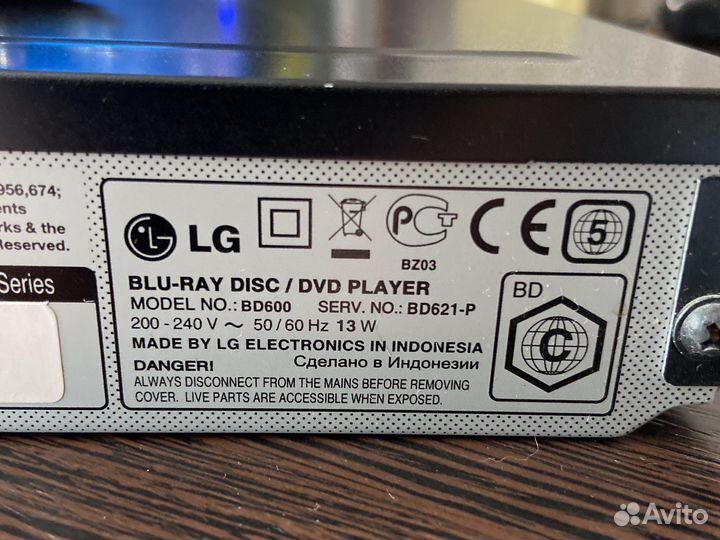 956,674;
ents
rks & the
Reserved.
Series
LG
BZ03
CE
5
BLU-RAY DISC / DVD PLAYER
MODEL NO.: BD600 SERV. NO.: BD621-P
200 - 240 V ~ 50 / 60 Hz 13 W
MADE BY LG ELECTRONICS IN INDONESIA
Сделано в Индонезии
DANGER!
ALWAYS DISCONNECT FROM THE MAINS BEFORE REMOVING
COVER. LIVE PARTS ARE ACCESSIBLE WHEN EXPOSED.
BD
C
Avito